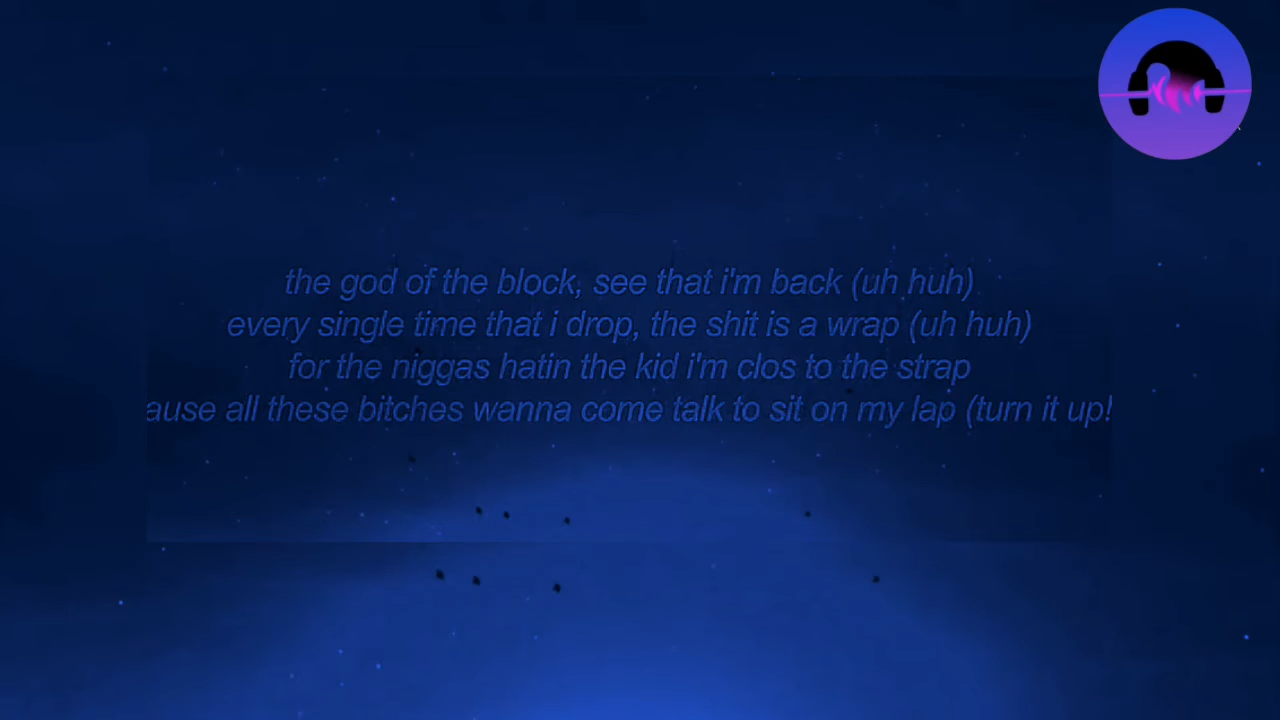 the god of the block, see that i'm back (uh huh)
every single time that i drop, the shit is a wrap (uh huh)
for the niggas hatin the kid i'm clos to the strap
ause all these bitches wanna come talk to sit on my lap (turn it up!